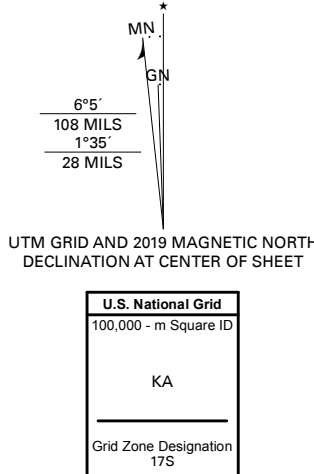 MN
GN
6°5´
108 MILS
1°35´
28 MILS
UTM GRID AND 2019 MAGNETIC NORTH
DECLINATION AT CENTER OF SHEET
U.S. National Grid
100,000 - m Square ID
KA
Grid Zone Designation
17S